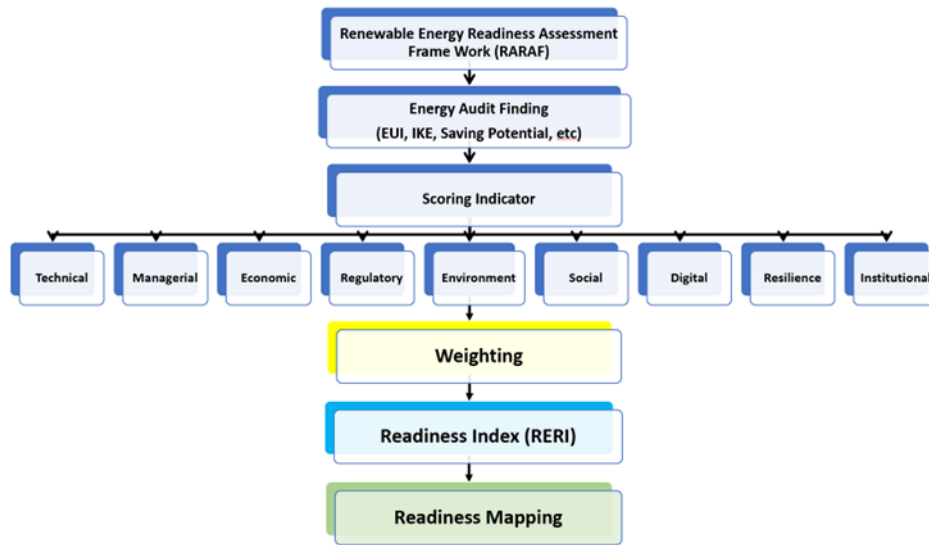 Renewable Energy Readiness Assessment
Frame Work (RARAF)
Energy Audit Finding
(EUI, IKE, Saving Potential, etc)
Scoring Indicator
Technical
Managerial
Economic
Regulatory
Environment
Social
Digital
Resilience
Institutional
Weighting
Readiness Index (RERI)
Readiness Mapping